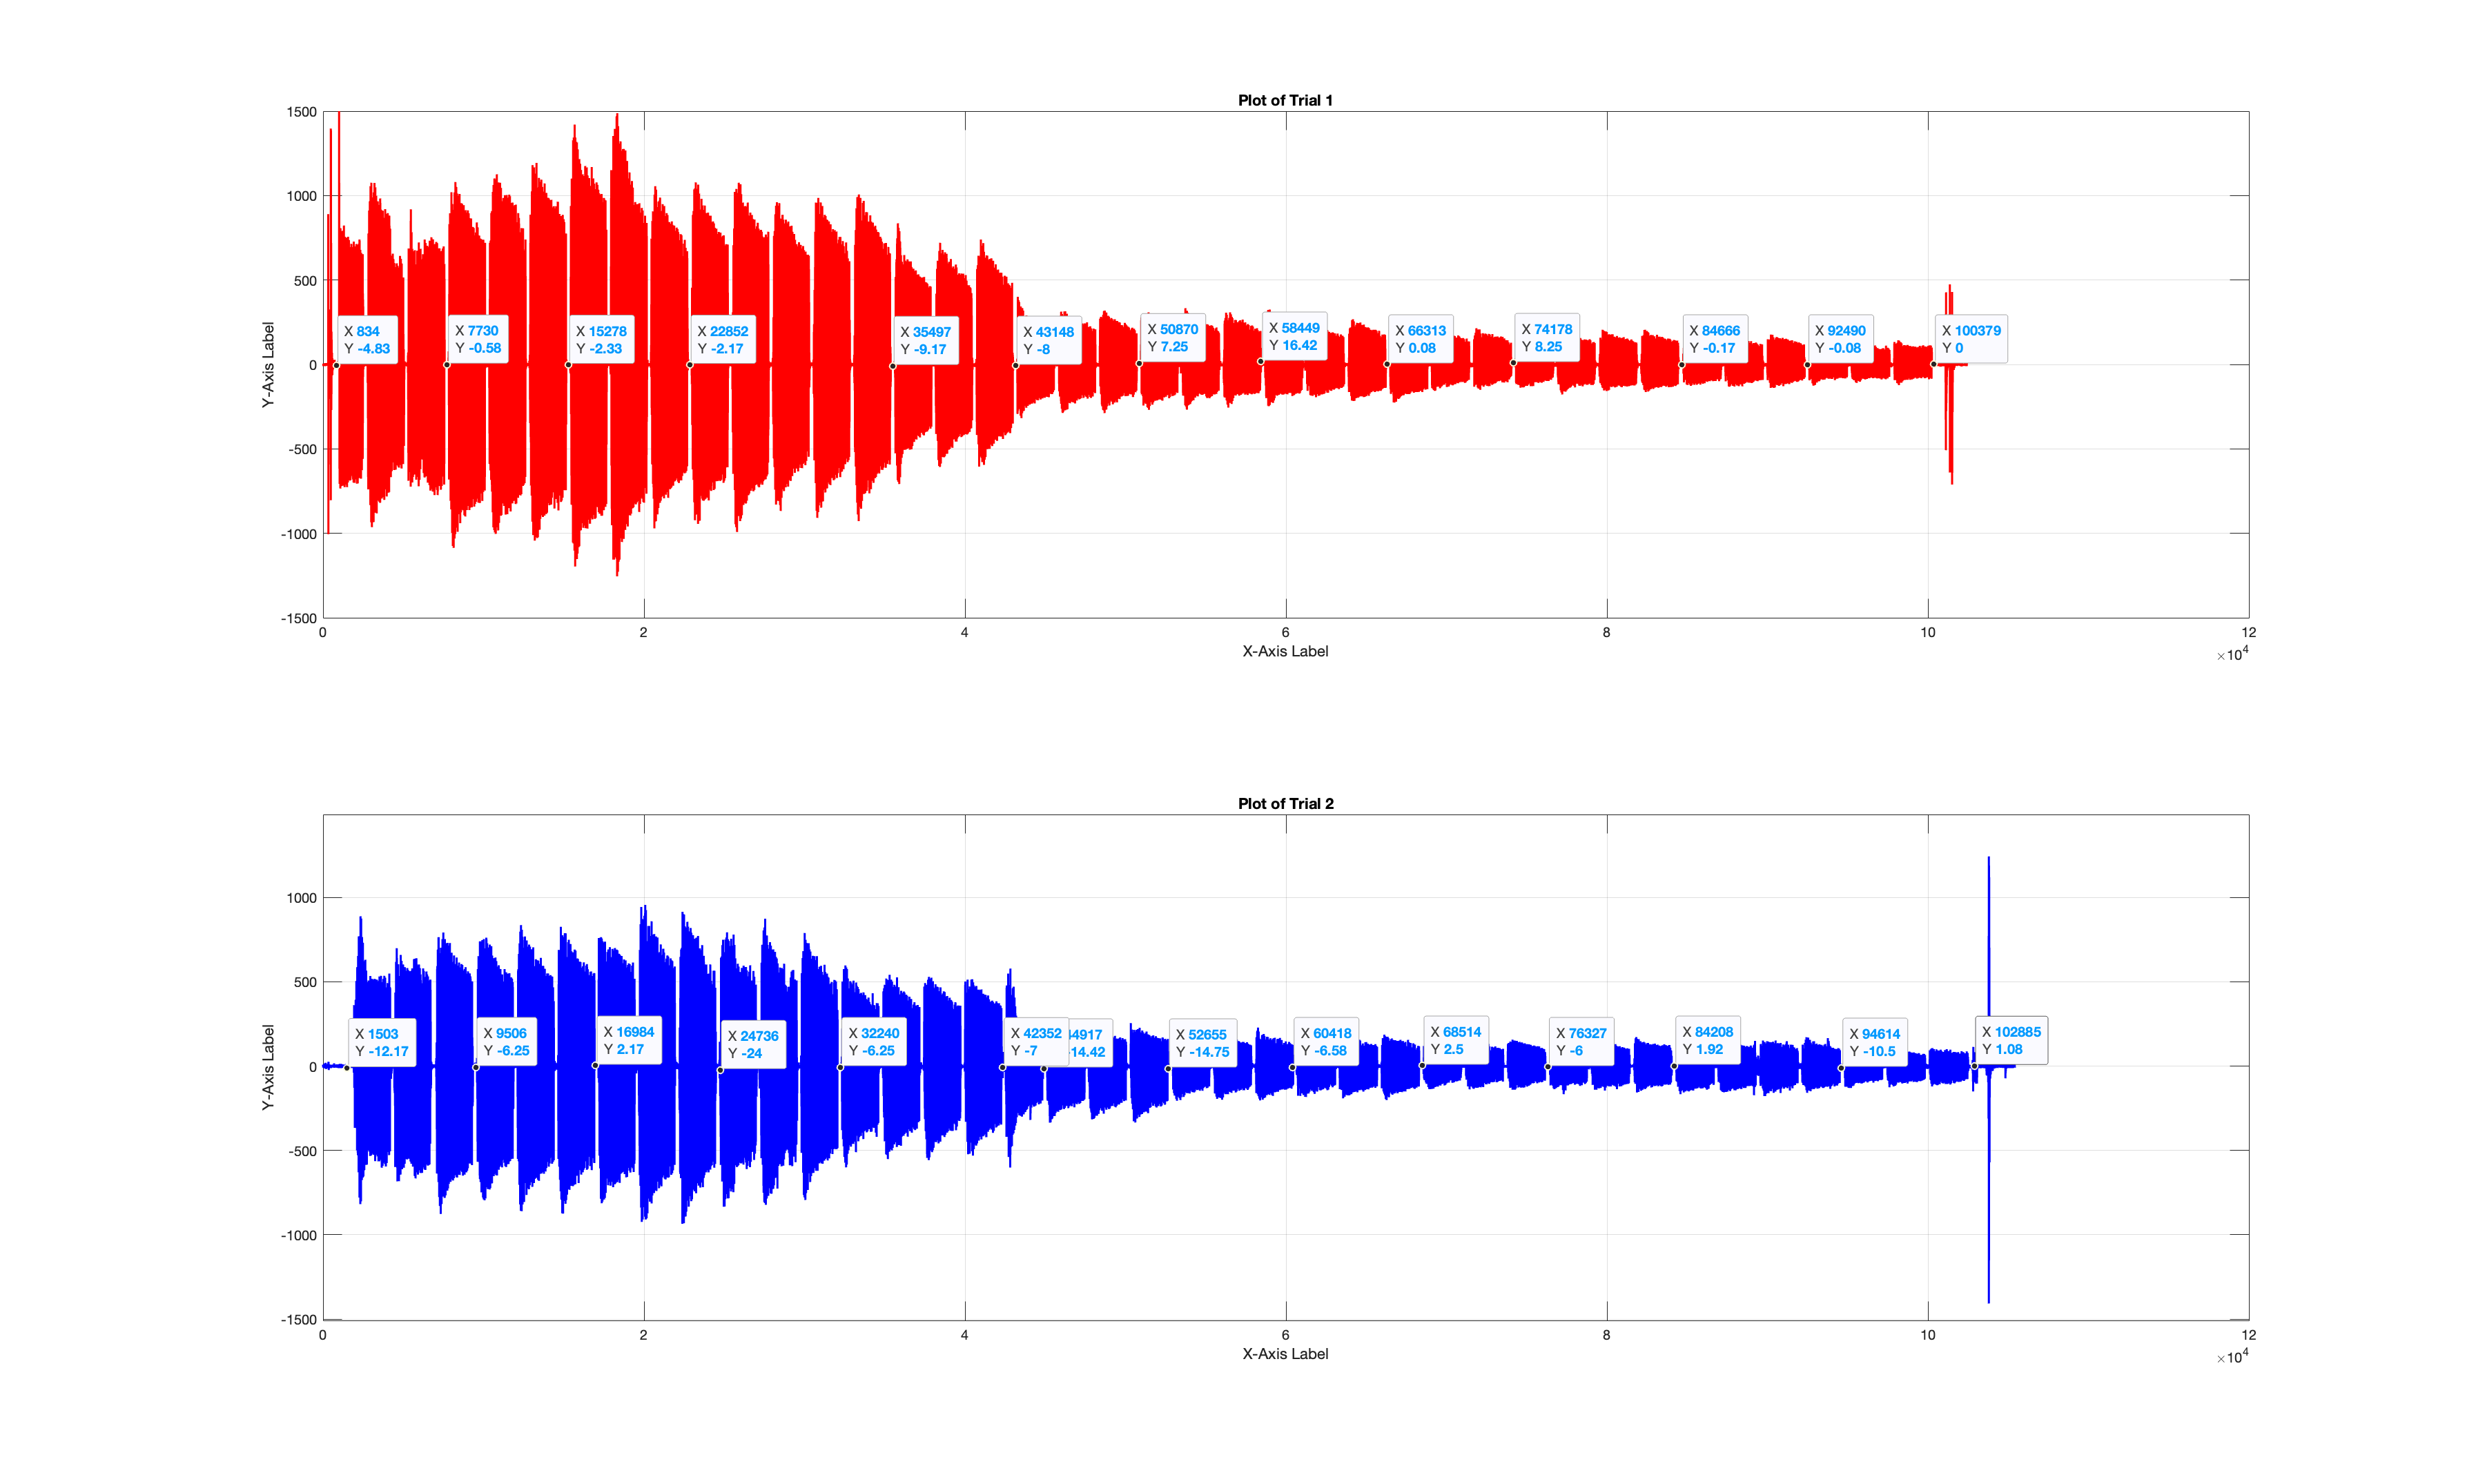 Plot of Trial 1
1500
1000
500
0
-500
-1000
-1500
Y-Axis Label
X 834
Y -4.83
X 7730
Y -0.58
X 15278
Y -2.33
X 22852
Y -2.17
X 35497
Y -9.17
X 43148
Y -8
X 50870
Y 7.25
X 58449
Y 16.42
X 66313
Y 0.08
X 74178
Y 8.25
X 84666
Y -0.17
X 92490
Y -0.08
X 100379
Y 0
0 2 4 6 8 10 12
X-Axis Label
×10^4
Plot of Trial 2
1000
500
0
-500
-1000
-1500
Y-Axis Label
X 1503
Y -12.17
X 9506
Y -6.25
X 16984
Y 2.17
X 24736
Y -24
X 32240
Y -6.25
X 42352
Y -7
4917
14.42
X 52655
Y -14.75
X 60418
Y -6.58
X 68514
Y 2.5
X 76327
Y -6
X 84208
Y 1.92
X 94614
Y -10.5
X 102885
Y 1.08
0 2 4 6 8 10 12
X-Axis Label
×10^4